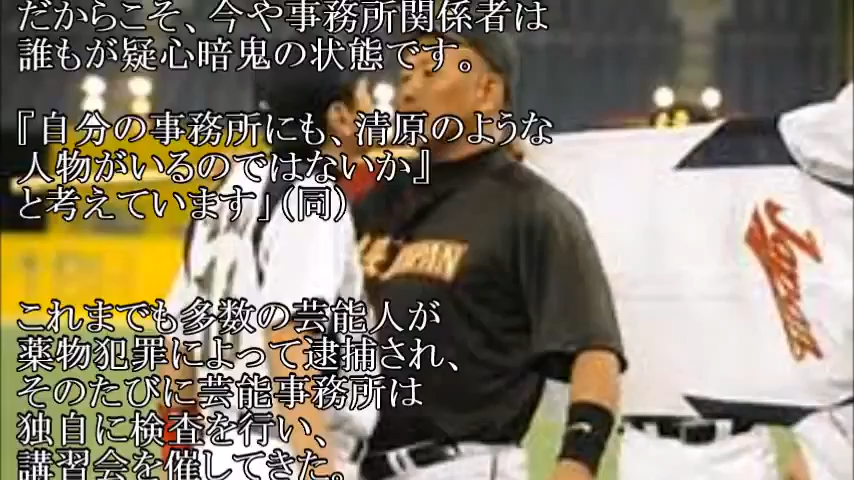 だからこそ、今や事務所関係者は
誰もが疑心暗鬼の状態です。
『自分の事務所にも、清原のような
人物がいるのではないか』
と考えています」（同）
これまでも多数の芸能人が
薬物犯罪によって逮捕され、
そのたびに芸能事務所は
独自に検査を行い、
講習会を催してきた。
JAPAN
Japan